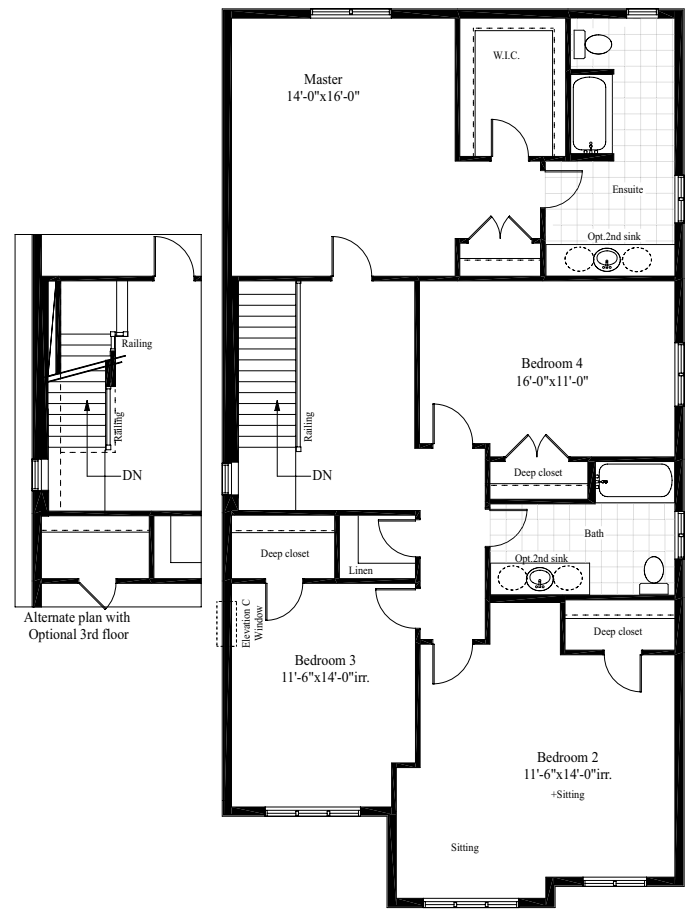 Master
14'-0"x16'-0"
W.I.C.
Ensuite
Opt.2nd sink
Railing
Railing
DN
Alternate plan with
Optional 3rd floor
Railing
DN
Bedroom 4
16'-0"x11'-0"
Deep closet
Bath
Opt.2nd sink
Deep closet
Linen
Elevation C
Window
Bedroom 3
11'-6"x14'-0"irr.
Deep closet
Bedroom 2
11'-6"x14'-0"irr.
+Sitting
Sitting